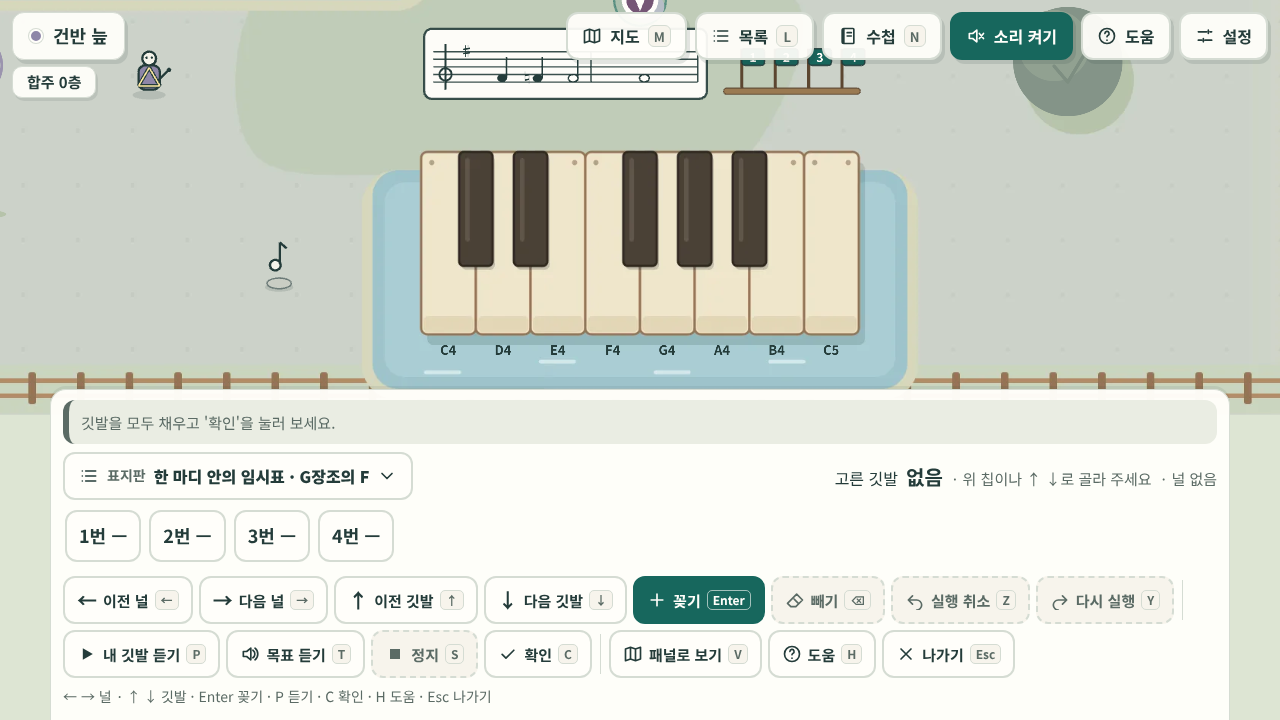 건반 늪
지도 M
목록 L
수첩 N
소리 켜기
도움
설정
합주 0층
1 2 3 4
C4 D4 E4 F4 G4 A4 B4 C5
깃발을 모두 채우고 '확인'을 눌러 보세요.
표지판 한 마디 안의 임시표 · G장조의 F
고른 깃발 없음 · 위 칩이나 ↑ ↓로 골라 주세요 · 널 없음
1번 — 2번 — 3번 — 4번 —
← 이전 널 ← → 다음 널 → ↑ 이전 깃발 ↑ ↓ 다음 깃발 ↓ + 꽂기 Enter 빼기 ⌫ 실행 취소 Z 다시 실행 Y
내 깃발 듣기 P 목표 듣기 T 정지 S 확인 C 패널로 보기 V 도움 H 나가기 Esc
← → 널 · ↑ ↓ 깃발 · Enter 꽂기 · P 듣기 · C 확인 · H 도움 · Esc 나가기